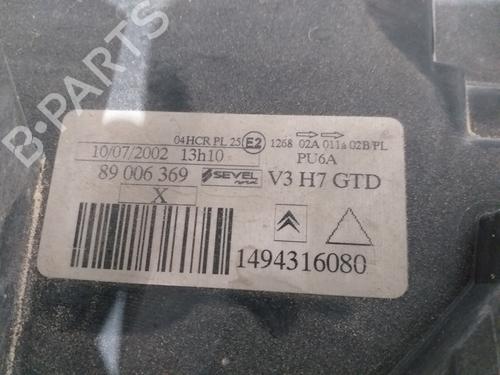 04HCR PL 25 E2 1268 02A 011a 02B/PL
10/07/2002 13h10 PU6A
89 006 369 SEVEL nord V3 H7 GTD
X
1494316080
B-PARTS